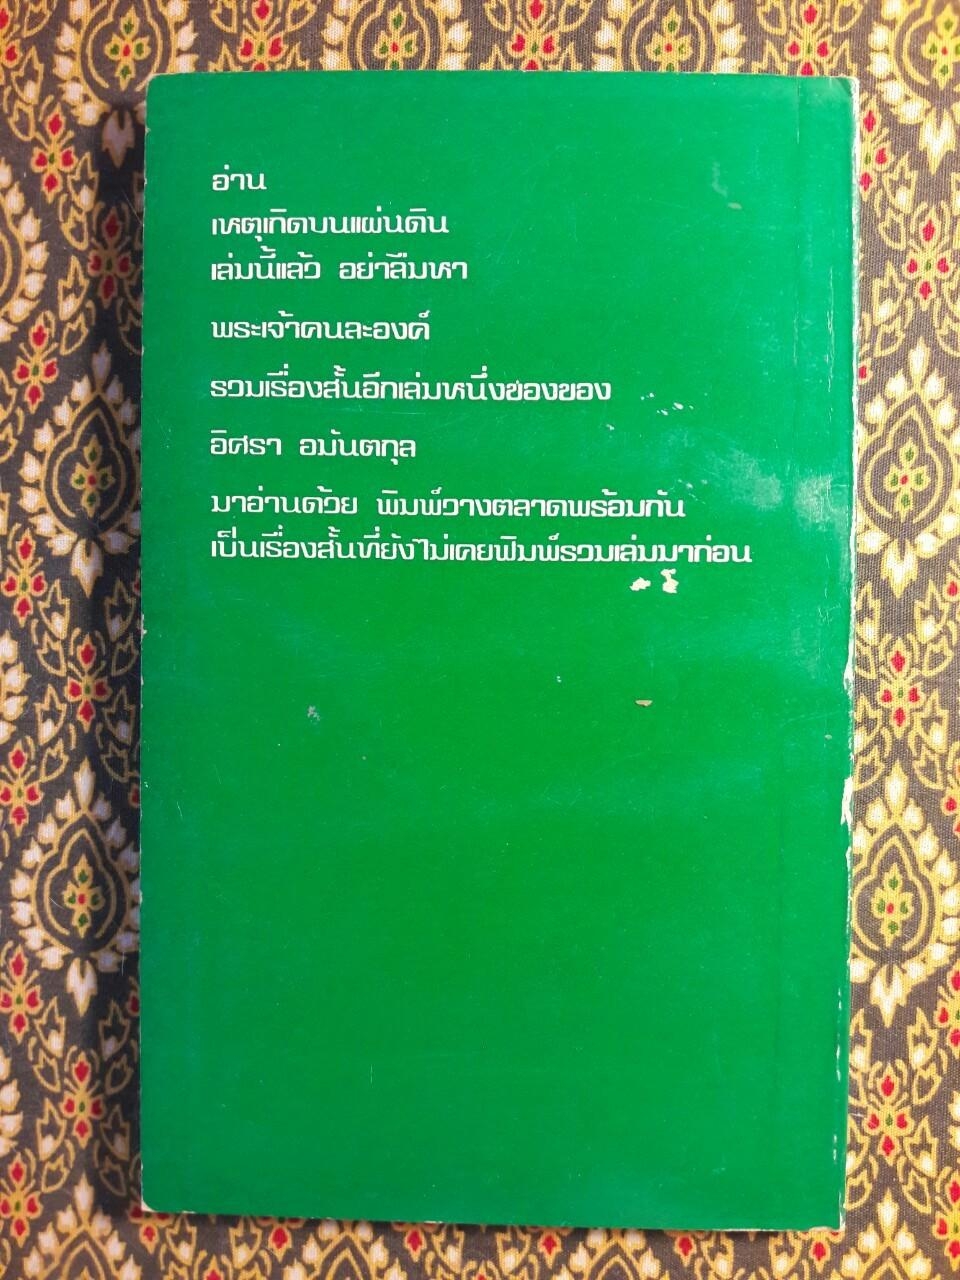 อ่าน
เหตุเกิดบนแผ่นดิน
เล่มนี้แล้ว อย่าลืมหา
พระเจ้าคนละองค์
รวมเรื่องสั้นอีกเล่มหนึ่งของของ
อิศรา อมันตกุล
มาอ่านด้วย พิมพ์วางตลาดพร้อมกัน
เป็นเรื่องสั้นที่ยังไม่เคยพิมพ์รวมเล่มมาก่อน